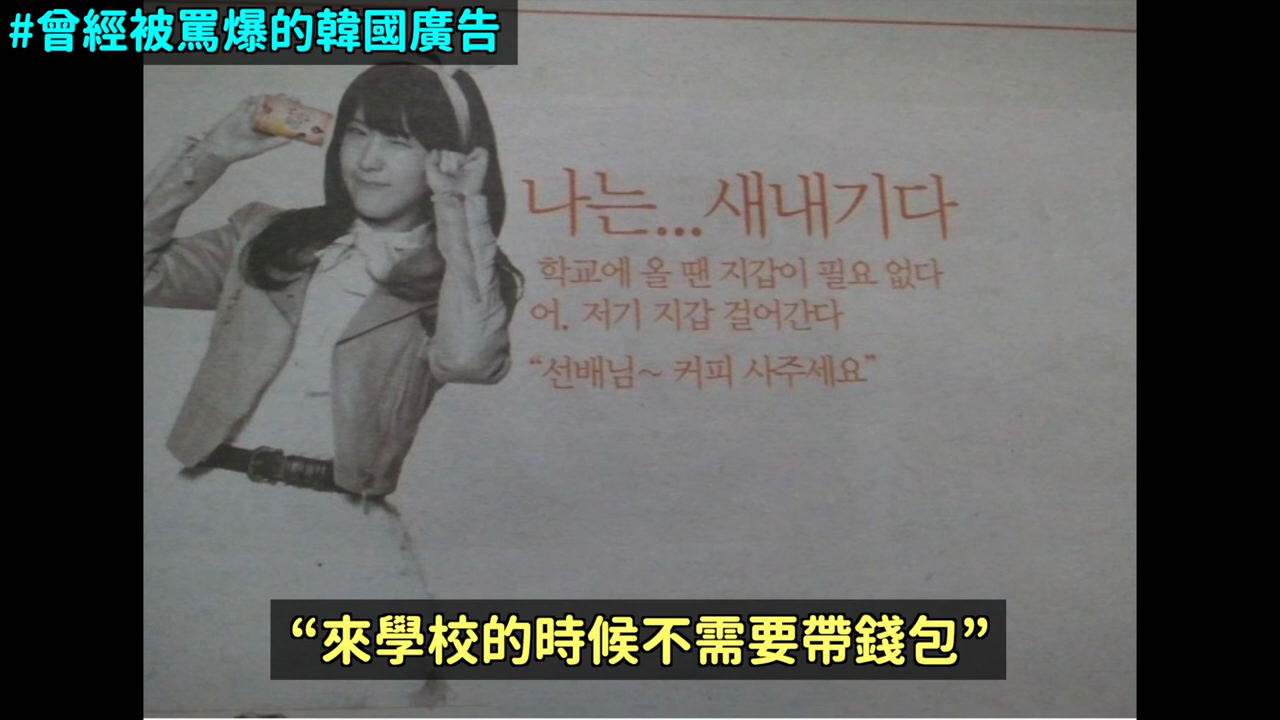 #曾經被罵爆的韓國廣告
나는...새내기다
학교에 올 땐 지갑이 필요 없다
어. 저기 지갑 걸어간다
“선배님~ 커피 사주세요”
“來學校的時候不需要帶錢包”